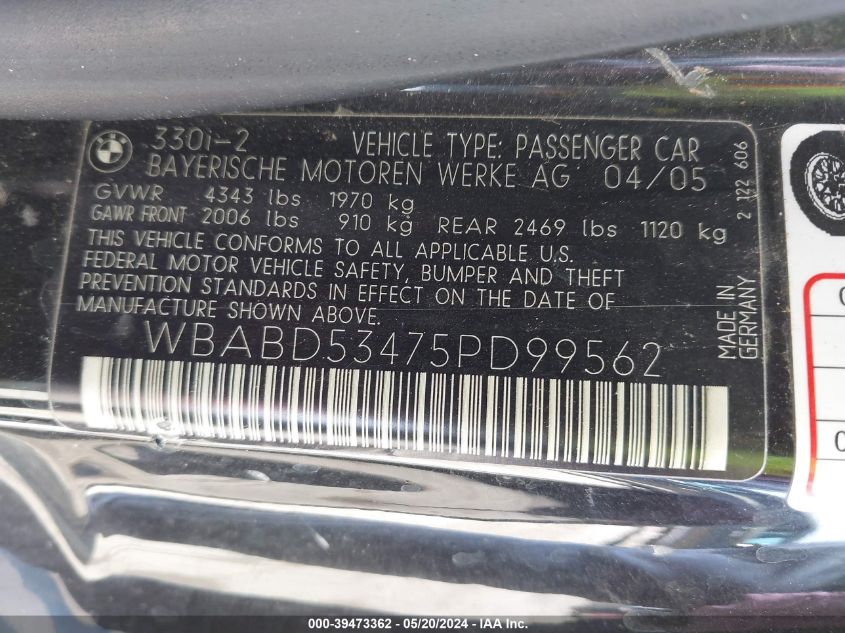 330i-2 VEHICLE TYPE: PASSENGER CAR
BAYERISCHE MOTOREN WERKE AG 04/05
GVWR 4343 lbs 1970 kg
GAWR FRONT 2006 lbs 910 kg REAR 2469 lbs 1120 kg
THIS VEHICLE CONFORMS TO ALL APPLICABLE U.S.
FEDERAL MOTOR VEHICLE SAFETY, BUMPER AND THEFT
PREVENTION STANDARDS IN EFFECT ON THE DATE OF
MANUFACTURE SHOWN ABOVE.
WBABD53475PD99562
2 122 606
MADE IN
GERMANY
000-39473362 - 05/20/2024 - IAA Inc.